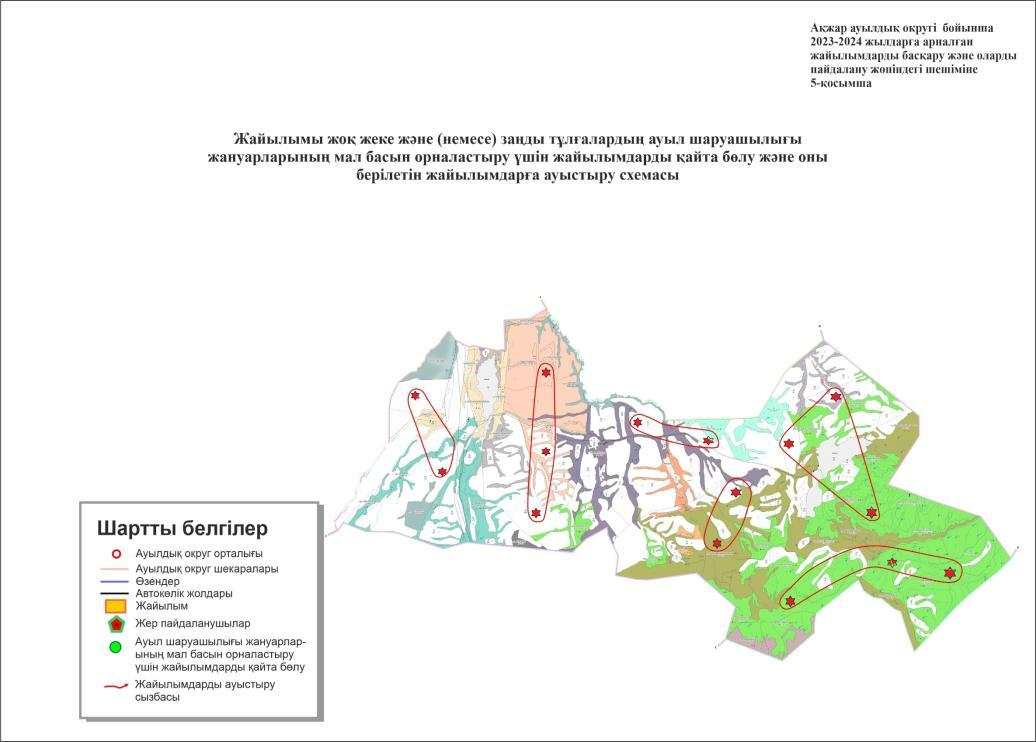 Ақжар ауылдық округі бойынша
2023-2024 жылдарға арналған
жайылымдарды басқару және оларды
пайдалану жөніндегі шешіміне
5-қосымша
Жайылымы жоқ жеке және (немесе) заңды тұлғалардың ауыл шаруашылығы
жануарларының мал басын орналастыру үшін жайылымдарды қайта бөлу және оны
берілетін жайылымдарға ауыстыру схемасы
Шартты белгілер
Ауылдық округ орталығы
Ауылдық округ шекаралары
Өзендер
Автокөлік жолдары
Жайылым
Жер пайдаланушылар
Ауыл шаруашылығы жануарлар-
ының мал басын орналастыру
үшін жайылымдарды қайта бөлу
Жайылымдарды ауыстыру
сызбасы